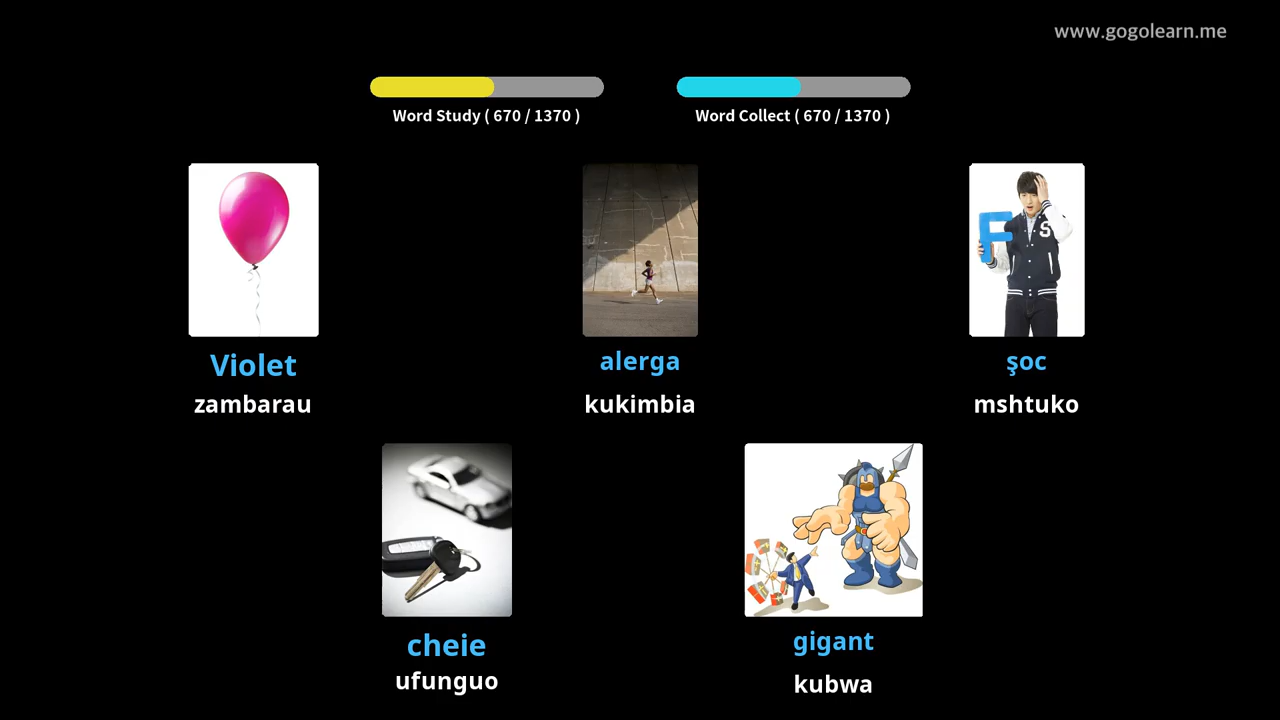 www.gogolearn.me
Word Study ( 670 / 1370 )
Word Collect ( 670 / 1370 )
F
S
Violet
alerga
şoc
zambarau
kukimbia
mshtuko
cheie
gigant
ufunguo
kubwa